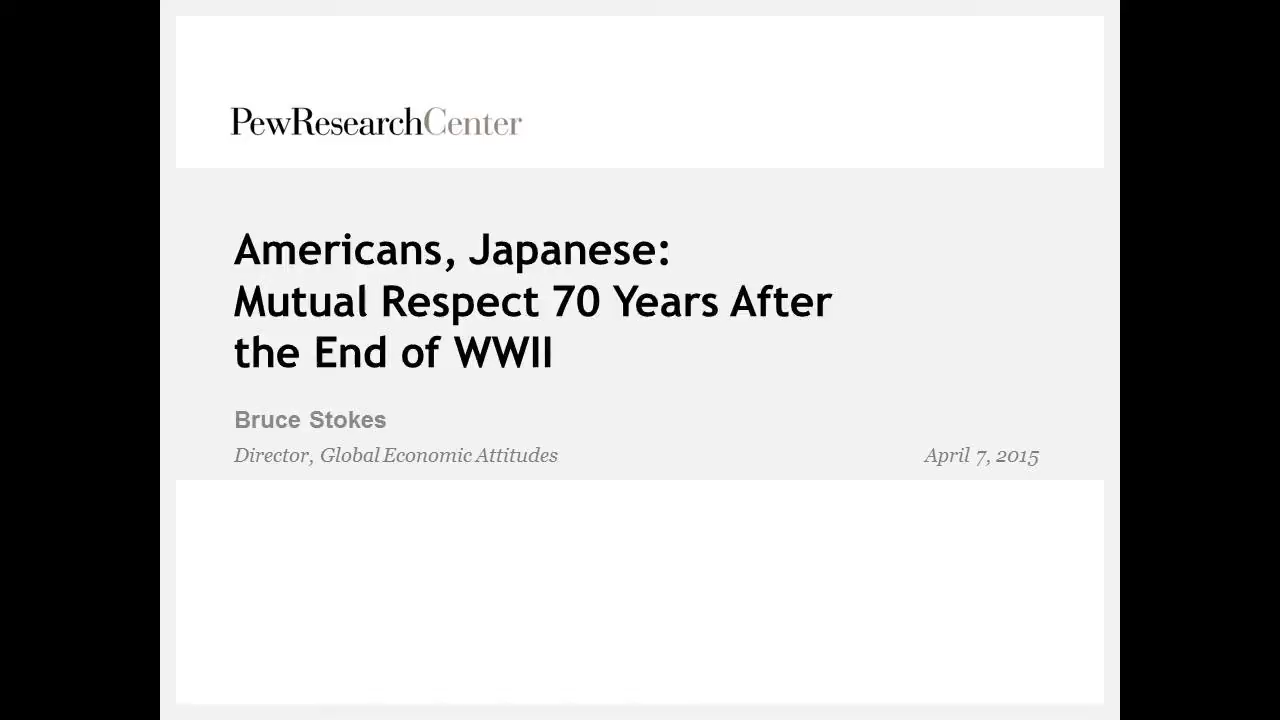 PewResearchCenter
Americans, Japanese:
Mutual Respect 70 Years After
the End of WWII
Bruce Stokes
Director, Global Economic Attitudes
April 7, 2015